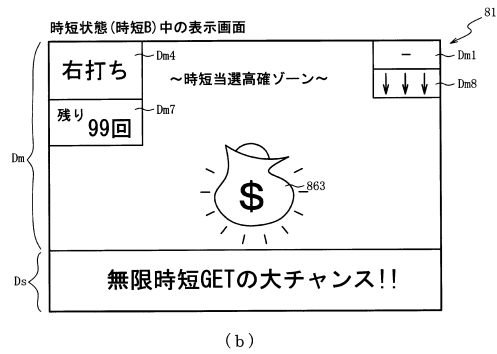 時短状態(時短B)中の表示画面
81
右打ち
Dm4
～時短当選高確ゾーン～
－
Dm1
↓↓↓
Dm8
残り
99回
Dm7
Dm
$
863
Ds
無限時短GETの大チャンス!!
(b)